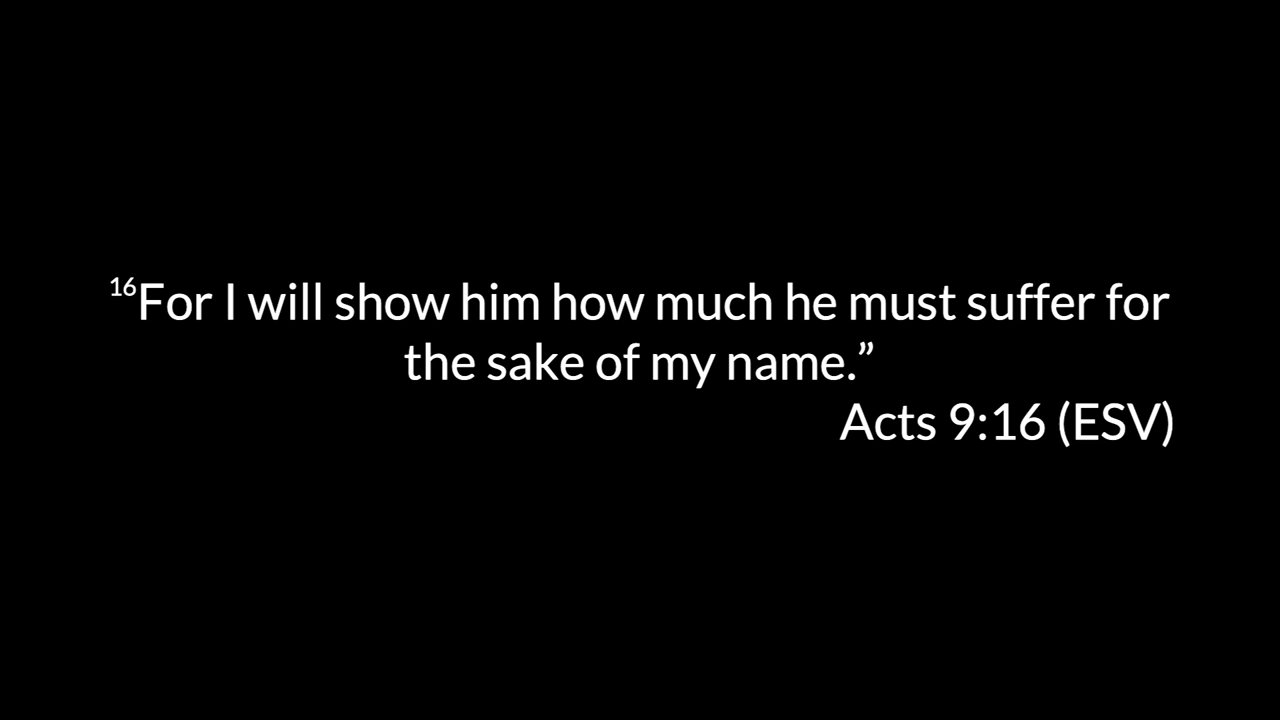 ¹⁶For I will show him how much he must suffer for
the sake of my name.”
Acts 9:16 (ESV)